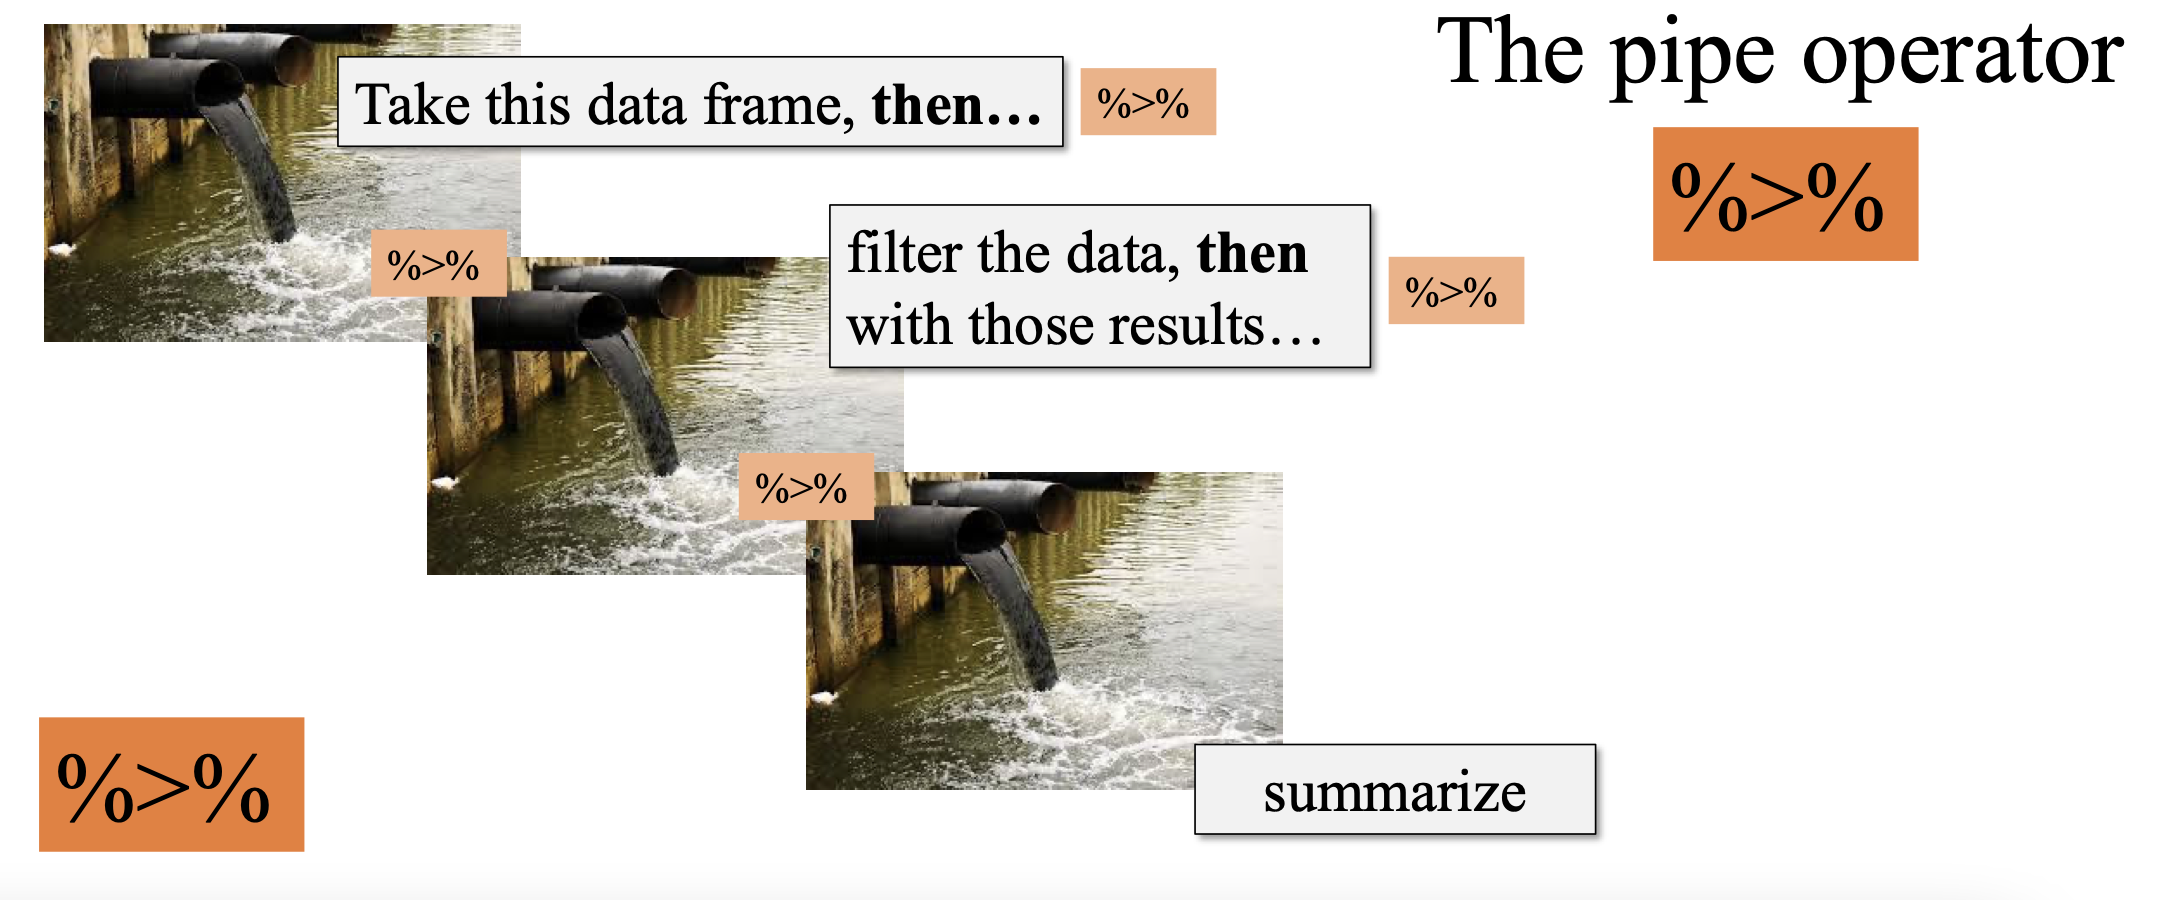 The pipe operator
%>%
Take this data frame, then…
%>%
%>%
filter the data, then
with those results…
%>%
%>%
summarize
%>%